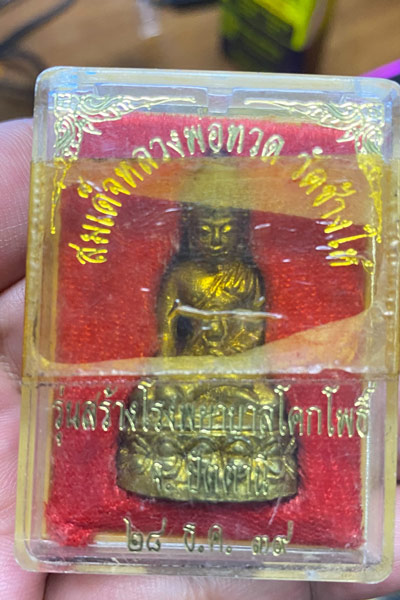 สมเด็จหลวงพ่อทวด วัดช้างให้
รุ่นสร้างโรงพยาบาลโคกโพธิ์
จ.ปัตตานี
๒๘ ธ.ค. ๓๙